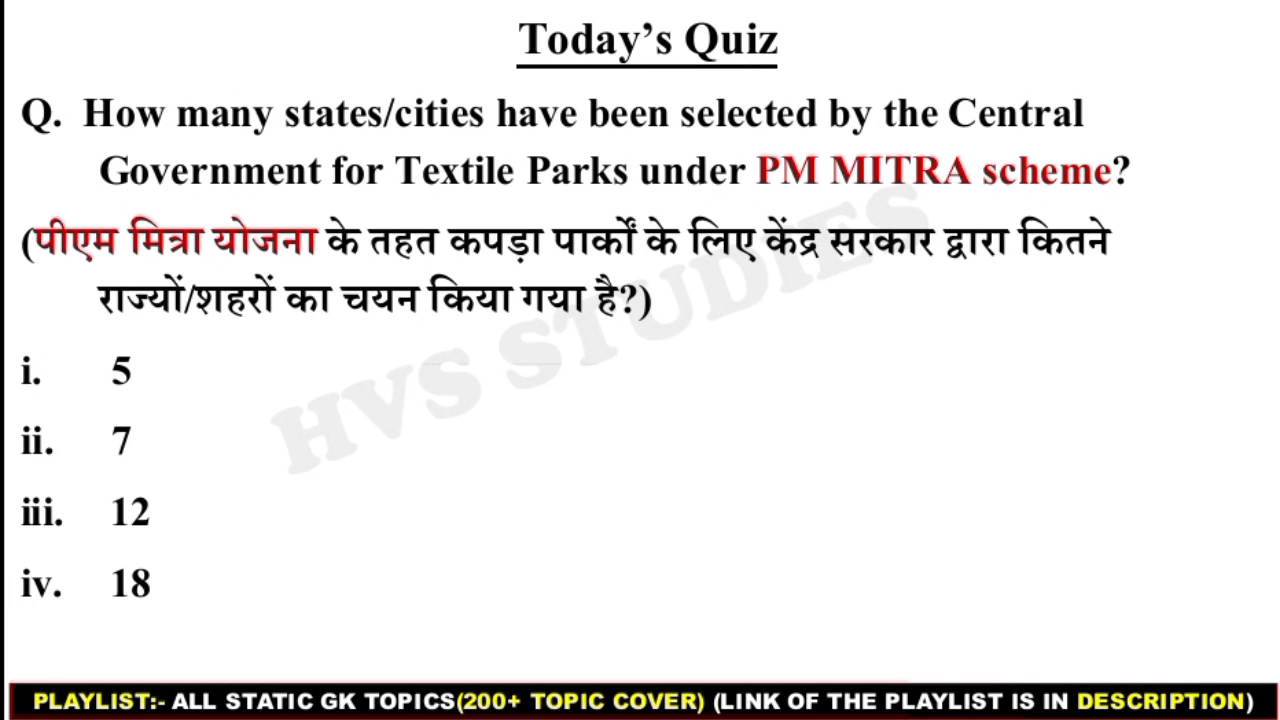 Today’s Quiz
Q. How many states/cities have been selected by the Central
Government for Textile Parks under PM MITRA scheme?
(पीएम मित्रा योजना के तहत कपड़ा पार्कों के लिए केंद्र सरकार द्वारा कितने
राज्यों/शहरों का चयन किया गया है?)
HVS STUDIES
i. 5
ii. 7
iii. 12
iv. 18
PLAYLIST:- ALL STATIC GK TOPICS(200+ TOPIC COVER) (LINK OF THE PLAYLIST IS IN DESCRIPTION)